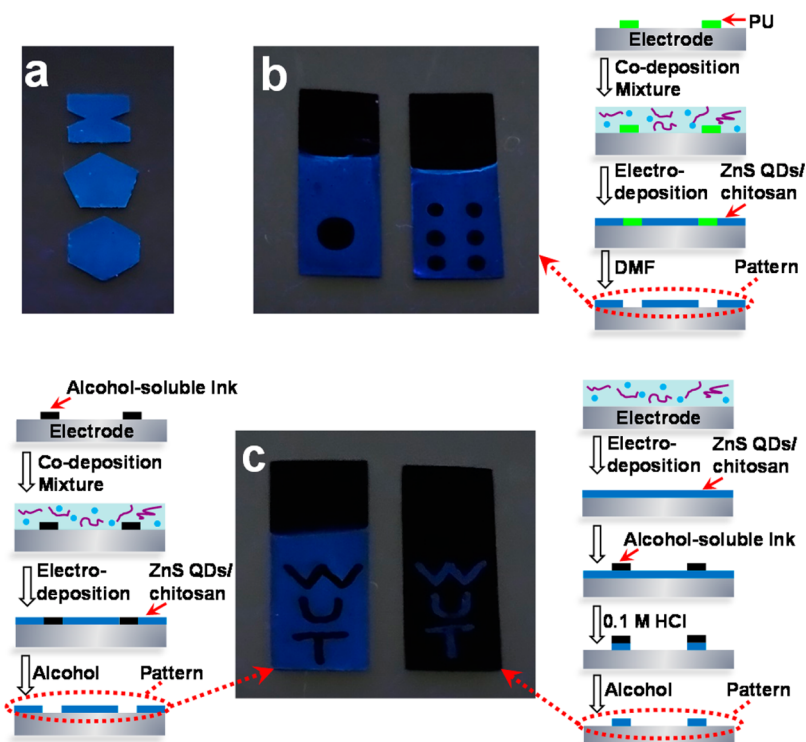 a
b
PU
Electrode
Co-deposition
Mixture
Electro-
deposition
ZnS QDs/
chitosan
DMF
Pattern
Alcohol-soluble Ink
Electrode
Co-deposition
Mixture
Electro-
deposition
ZnS QDs/
chitosan
Alcohol
Pattern
c
W
U
T
W
U
T
Electrode
Electro-
deposition
ZnS QDs/
chitosan
Alcohol-soluble Ink
0.1 M HCl
Alcohol
Pattern